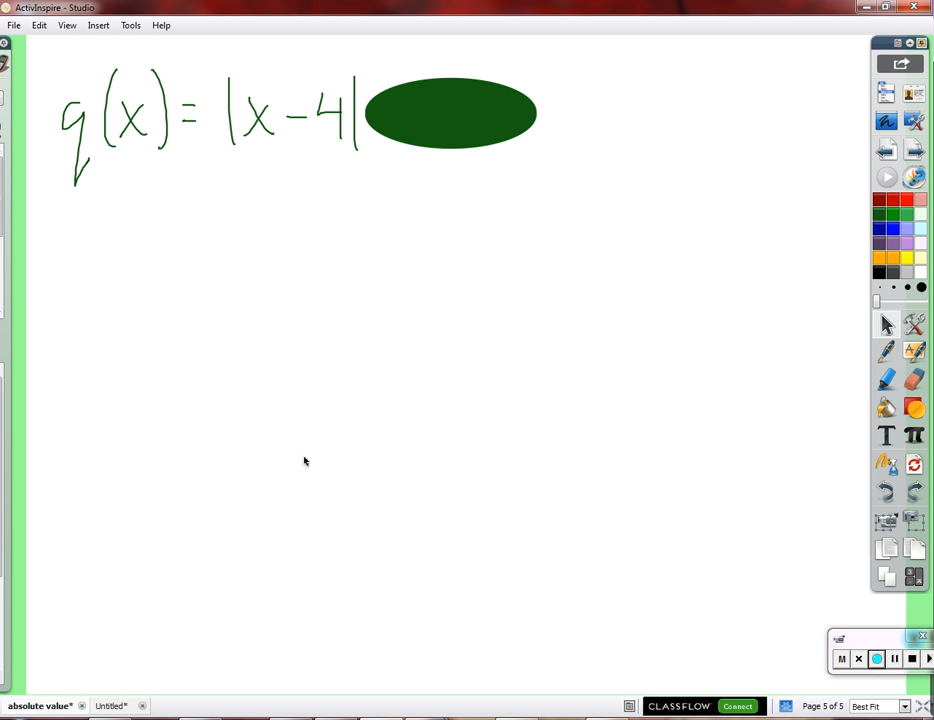 ActivInspire - Studio
File Edit View Insert Tools Help
q(x) = |x - 4|
T π
M
absolute value* Untitled* CLASSFLOW Connect Page 5 of 5 Best Fit